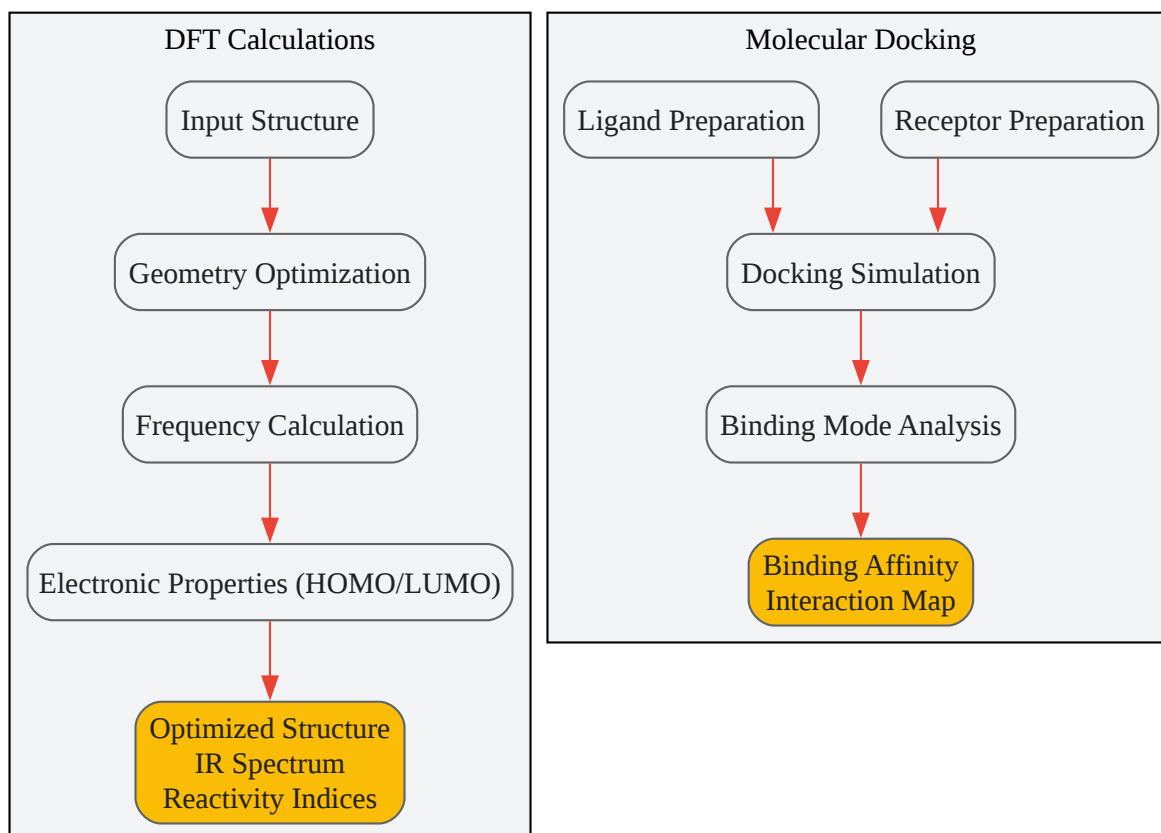 DFT Calculations
Input Structure
Geometry Optimization
Frequency Calculation
Electronic Properties (HOMO/LUMO)
Optimized Structure
IR Spectrum
Reactivity Indices
Molecular Docking
Ligand Preparation
Receptor Preparation
Docking Simulation
Binding Mode Analysis
Binding Affinity
Interaction Map